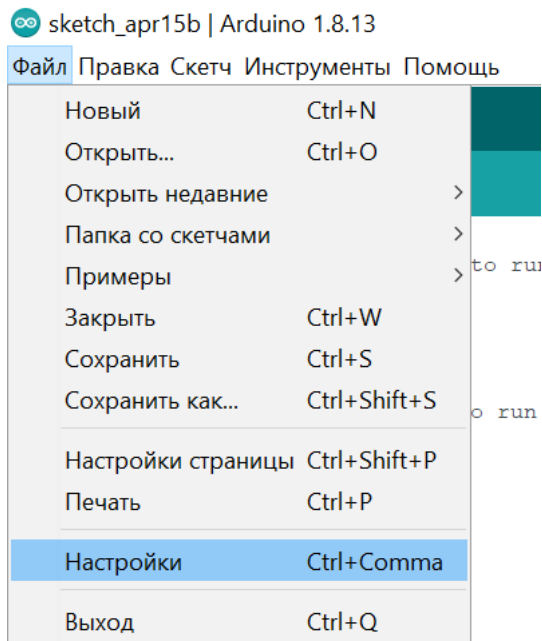 sketch_apr15b | Arduino 1.8.13
Файл Правка Скетч Инструменты Помощь
Новый Ctrl+N
Открыть... Ctrl+O
Открыть недавние
Папка со скетчами
Примеры
to run
Закрыть Ctrl+W
Сохранить Ctrl+S
Сохранить как... Ctrl+Shift+S
o run
Настройки страницы Ctrl+Shift+P
Печать Ctrl+P
Настройки Ctrl+Comma
Выход Ctrl+Q